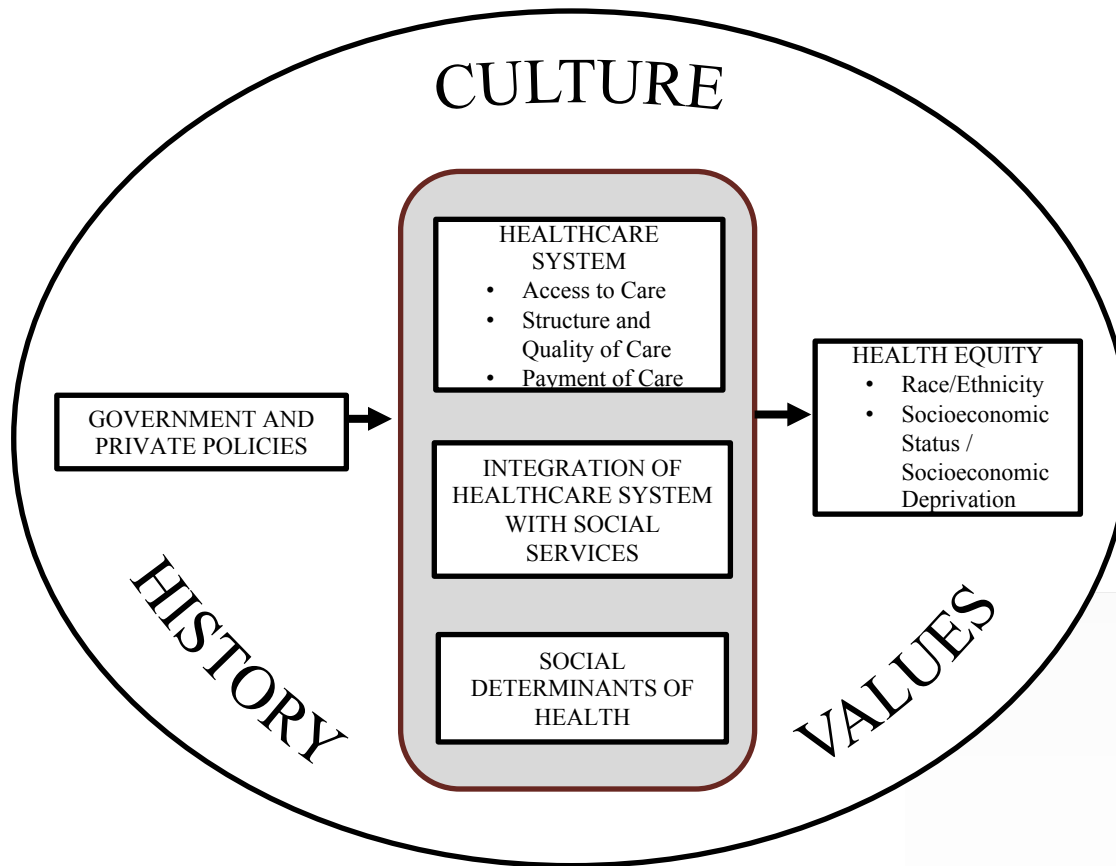 CULTURE
HEALTHCARE
SYSTEM
• Access to Care
• Structure and
Quality of Care
• Payment of Care
GOVERNMENT AND
PRIVATE POLICIES
INTEGRATION OF
HEALTHCARE SYSTEM
WITH SOCIAL
SERVICES
SOCIAL
DETERMINANTS OF
HEALTH
HEALTH EQUITY
• Race/Ethnicity
• Socioeconomic
Status /
Socioeconomic
Deprivation
HISTORY
VALUES